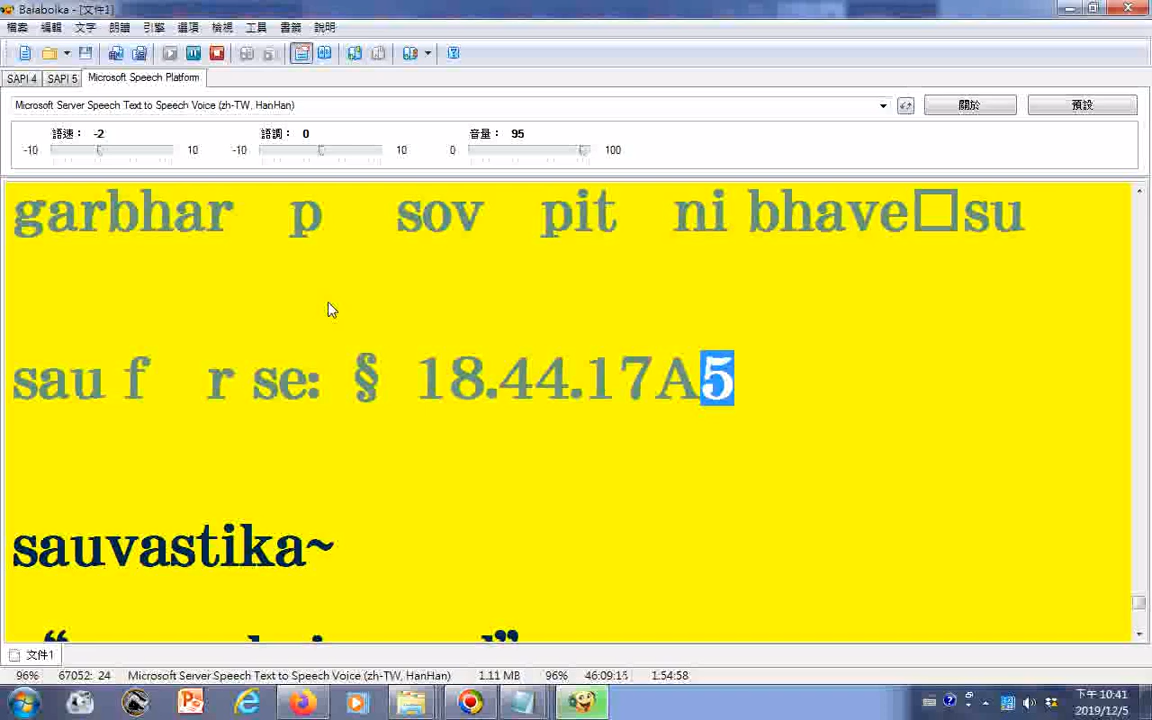 Balabolka - [文件1]
檔案 編輯 文字 朗讀 引擎 選項 檢視 工具 書籤 說明
SAPI 4 SAPI 5 Microsoft Speech Platform
Microsoft Server Speech Text to Speech Voice (zh-TW, HanHan) 關於 預設
語速： -2 語調： 0 音量： 95
-10 10 -10 10 0 100
garbhar p sov pit ni bhave□su
sau f r se: § 18.44.17A5
sauvastika~
文件1
96% 67052: 24 Microsoft Server Speech Text to Speech Voice (zh-TW, HanHan) 1.11 MB 96% 46:09:15 1:54:58
下午 10:41
2019/12/5